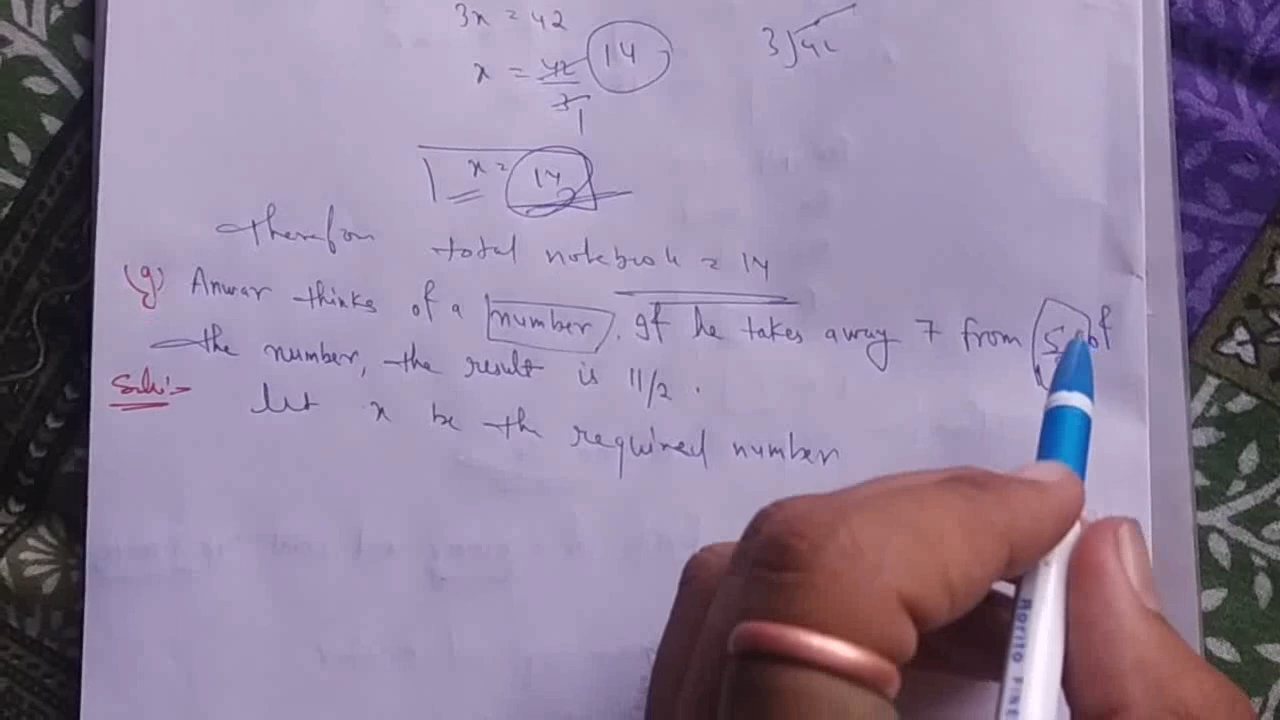 3x = 42
x = 42/3 14
1
3√42
x = 14
therefore total notebook = 14
(g) Anwar thinks of a number. If he takes away 7 from of
the number, the result is 11/2.
Soln:- let x be the required number